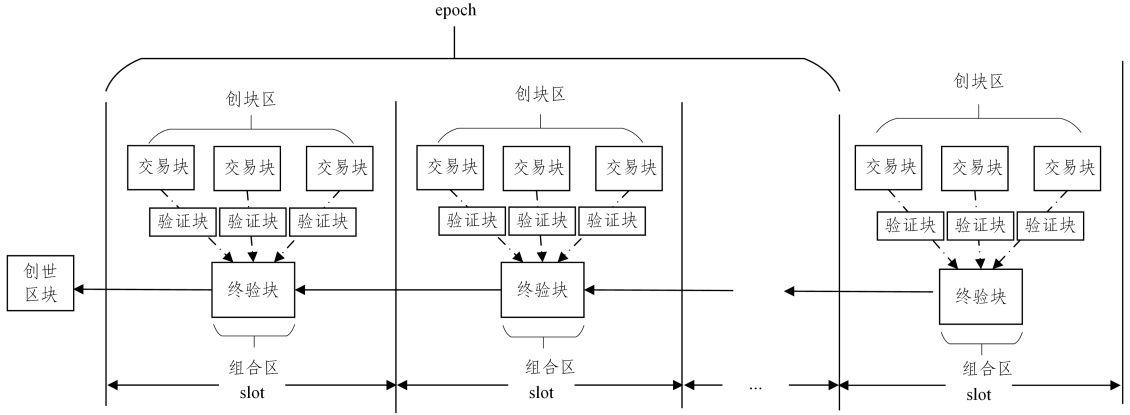 epoch
创块区
创块区
创块区
交易块 交易块 交易块
交易块 交易块 交易块
交易块 交易块 交易块
验证块 验证块 验证块
验证块 验证块 验证块
验证块 验证块 验证块
创世
区块
终验块
终验块
终验块
组合区
组合区
组合区
slot
slot
...
slot